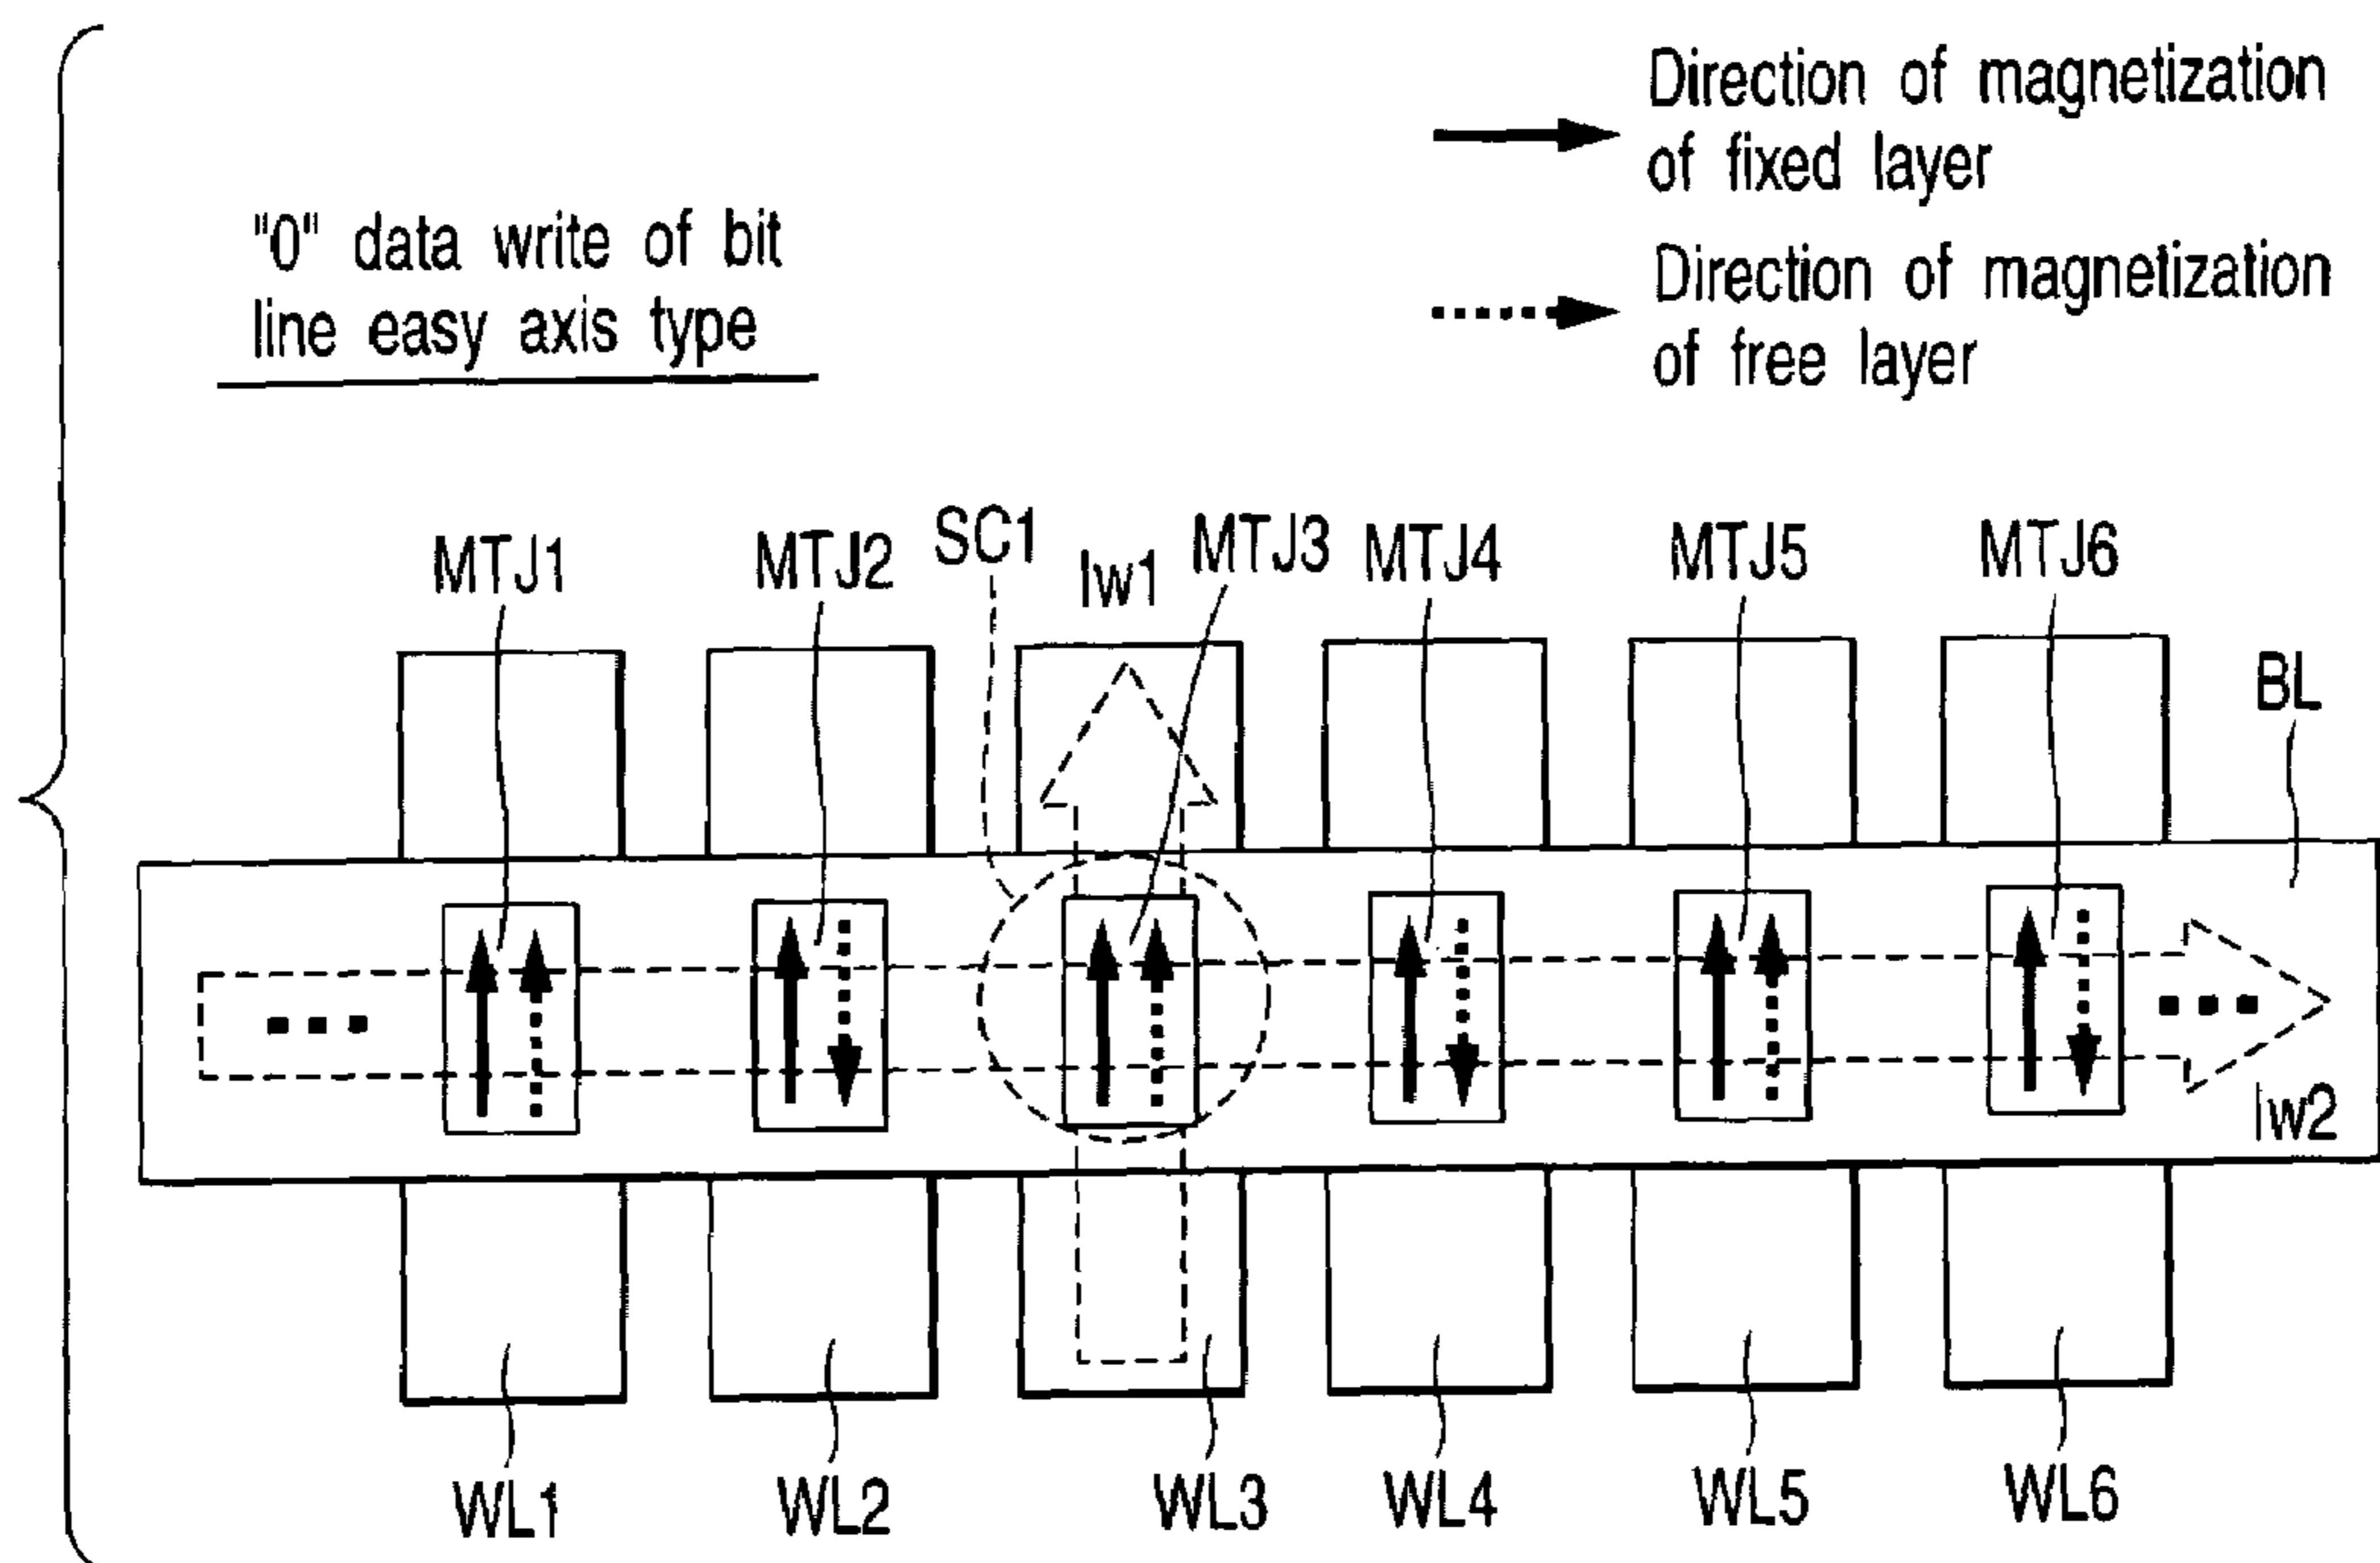 Direction of magnetization
of fixed layer
"0" data write of bit
line easy axis type
Direction of magnetization
of free layer
MTJ1
MTJ2
SC1
Iw1
MTJ3
MTJ4
MTJ5
MTJ6
BL
Iw2
WL1
WL2
WL3
WL4
WL5
WL6